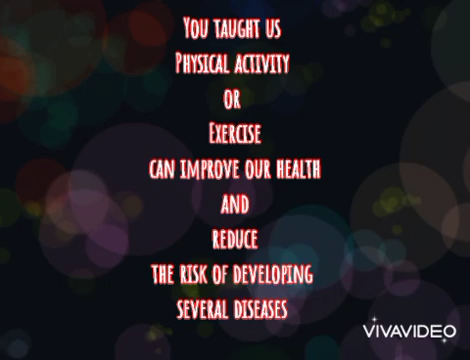 You taught us
Physical activity
or
Exercise
can improve our health
and
reduce
the risk of developing
several diseases
VIVAVIDEO